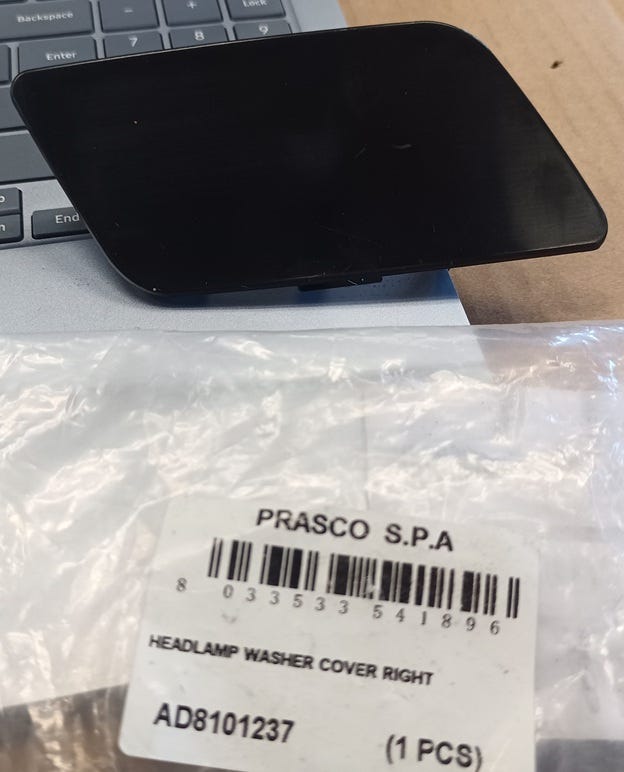 Backspace
-
+
Lock
Enter
7
8
9
End
PRASCO S.P.A
8 033533 541896
HEADLAMP WASHER COVER RIGHT
AD8101237
(1 PCS)